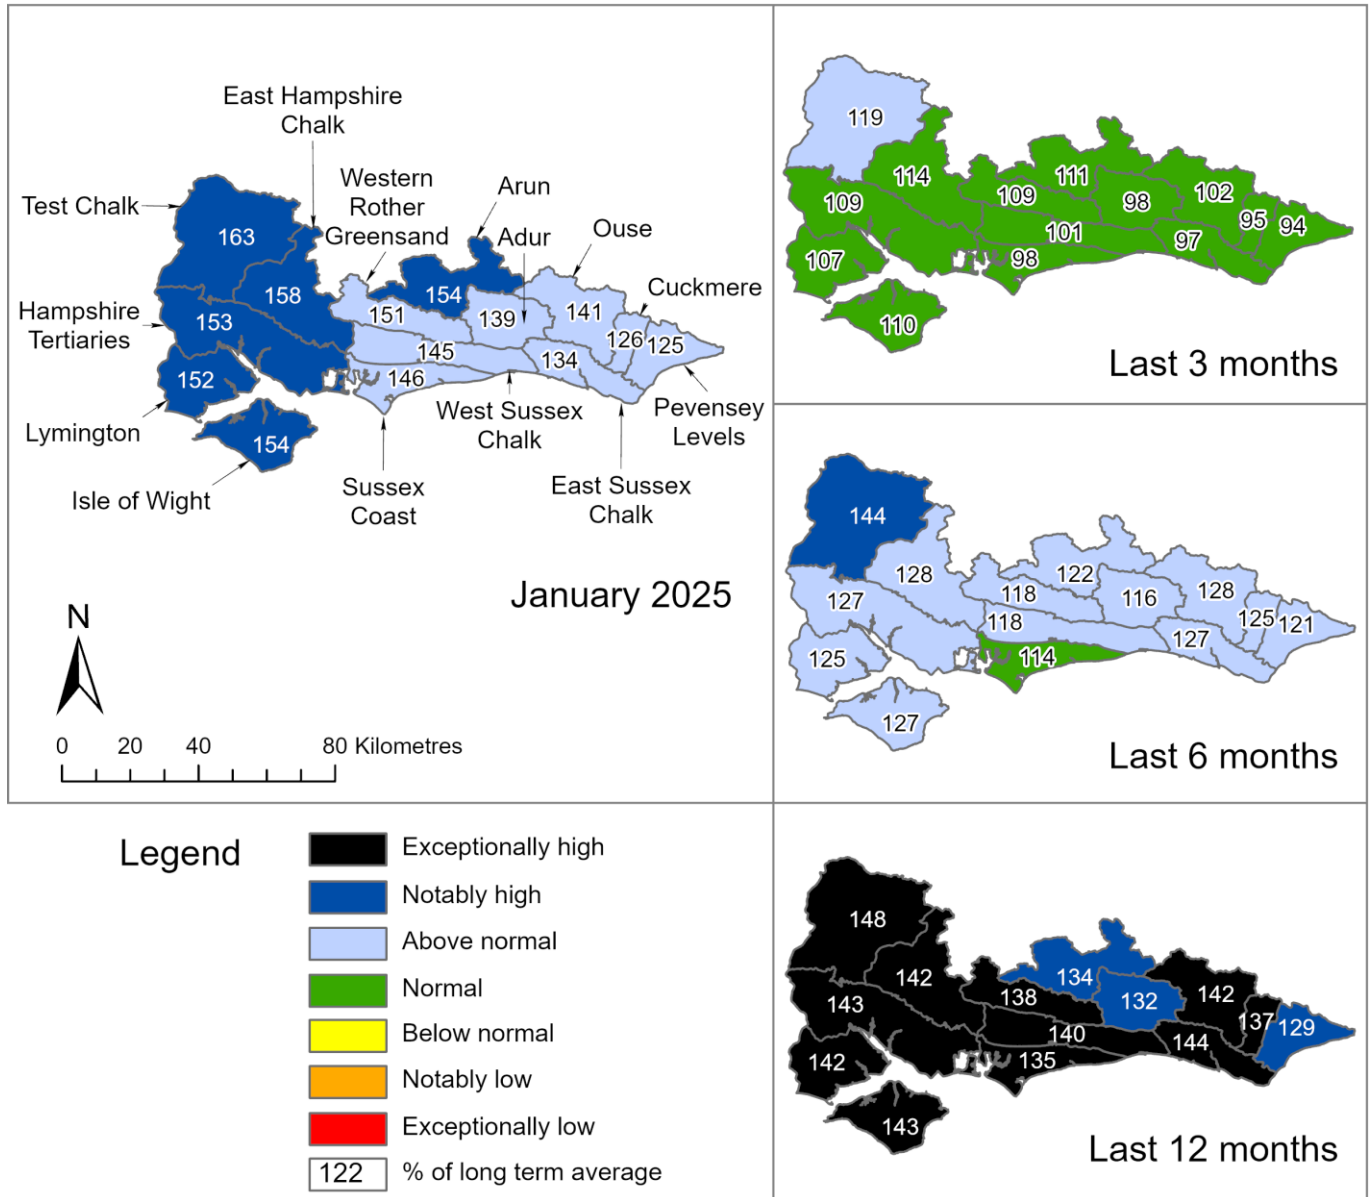 East Hampshire
Chalk
Western
Rother
Greensand
Arun
Adur
Ouse
Cuckmere
Test Chalk
163
158
Hampshire
Tertiaries
153
151
154
139
141
126
125
145
134
146
152
154
Lymington
Isle of Wight
Sussex
Coast
West Sussex
Chalk
East Sussex
Chalk
Pevensey
Levels
January 2025
N
0 20 40 80 Kilometres
119
114
109
109
111
98
102
95
94
101
97
98
107
110
Last 3 months
144
128
127
118
122
116
128
125
121
118
127
114
125
127
Last 6 months
Legend
Exceptionally high
Notably high
Above normal
Normal
Below normal
Notably low
Exceptionally low
122 % of long term average
148
142
143
138
134
132
142
137
129
140
144
135
142
143
Last 12 months